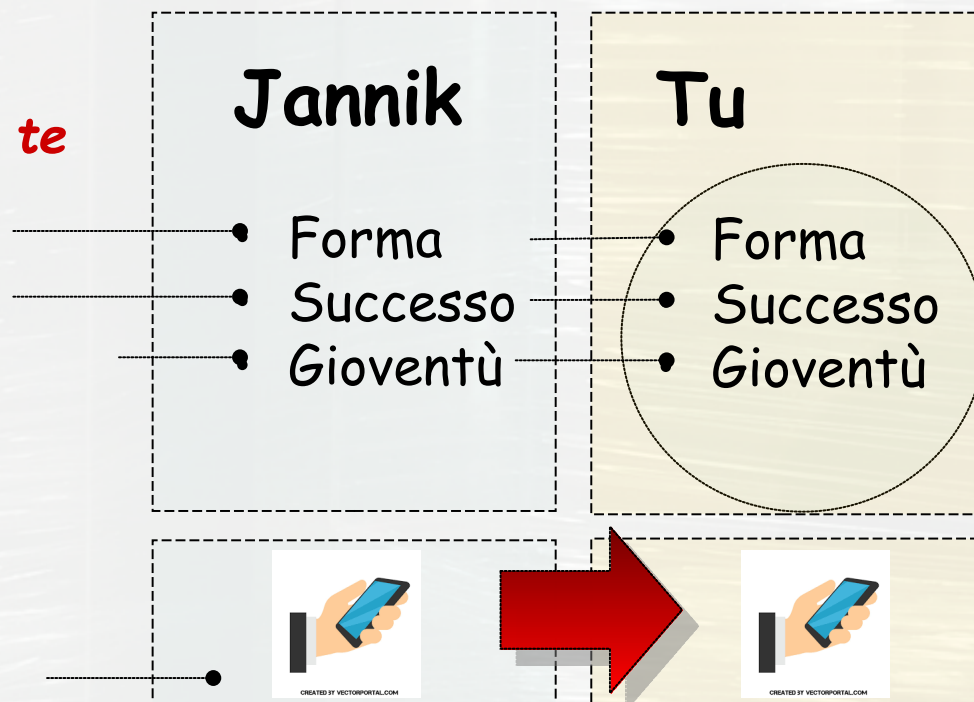 te
Jannik
Forma
Successo
Gioventù
Tu
Forma
Successo
Gioventù
CREATED BY VECTORPORTAL.COM
CREATED BY VECTORPORTAL.COM